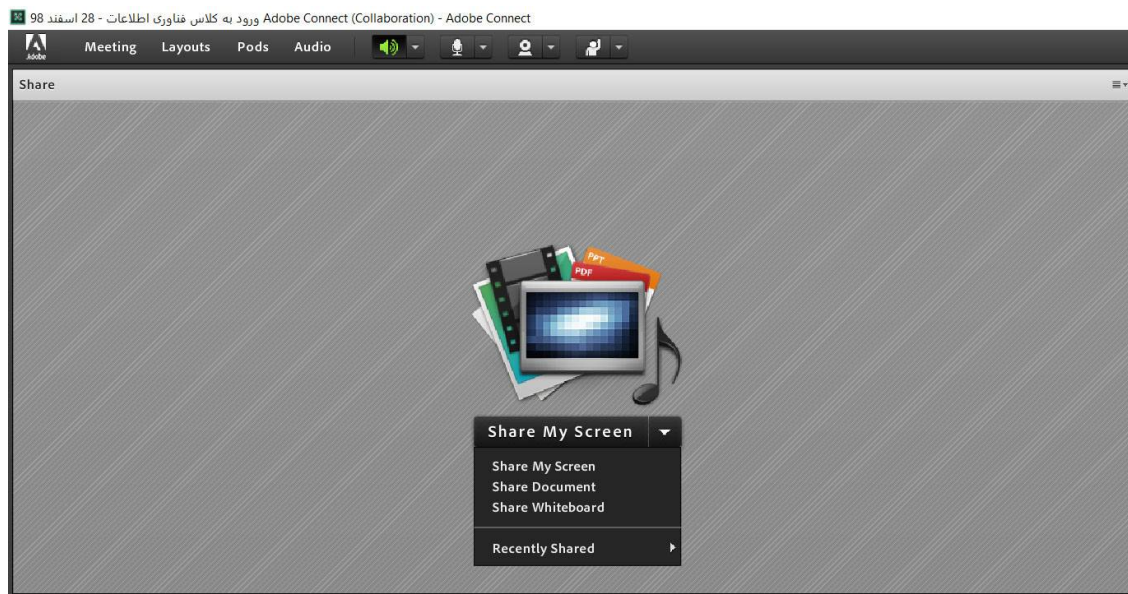 ورود به کلاس فناوری اطلاعات - 28 اسفند 98 Adobe Connect (Collaboration) - Adobe Connect
Adobe Meeting Layouts Pods Audio
Share
PPT
PDF
Share My Screen
Share My Screen
Share Document
Share Whiteboard
Recently Shared